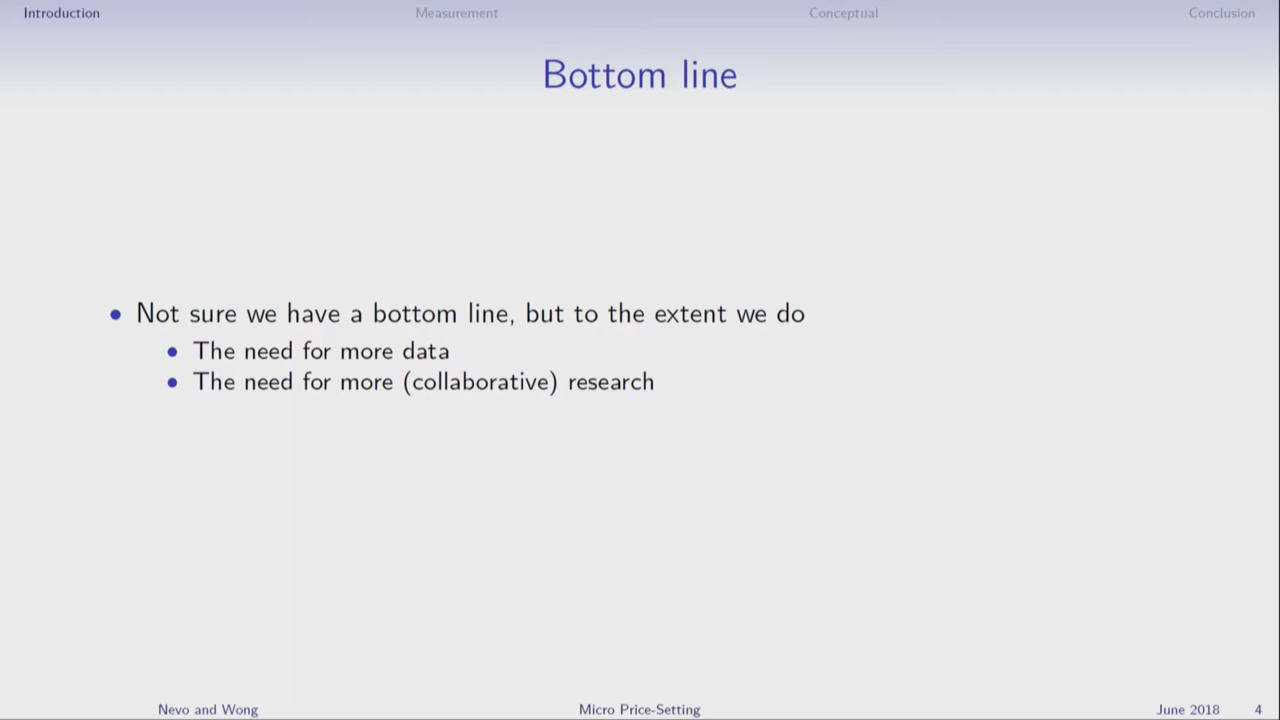 Introduction Measurement Conceptual Conclusion
Bottom line
• Not sure we have a bottom line, but to the extent we do
• The need for more data
• The need for more (collaborative) research
Nevo and Wong Micro Price-Setting June 2018 4